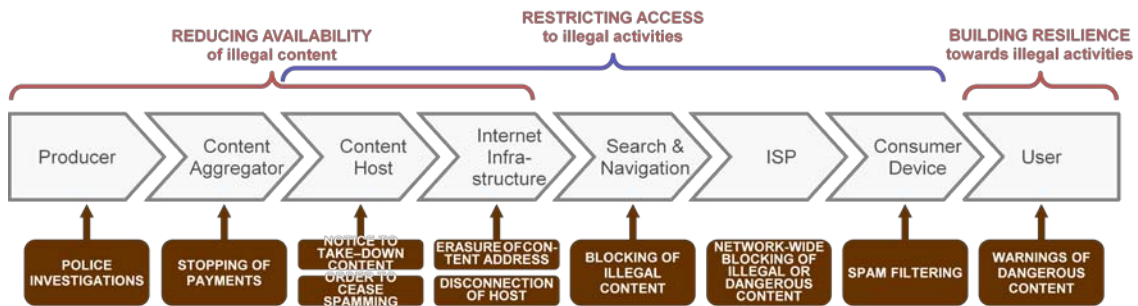 REDUCING AVAILABILITY
of illegal content
RESTRICTING ACCESS
to illegal activities
BUILDING RESILIENCE
towards illegal activities
Producer
Content
Aggregator
Content
Host
Internet
Infra-
structure
Search &
Navigation
ISP
Consumer
Device
User
POLICE
INVESTIGATIONS
STOPPING OF
PAYMENTS
NOTICE TO
TAKE–DOWN
CONTENT
ORDER TO
CEASE
SPAMMING
ERASURE OF CON-
TENT ADDRESS
DISCONNECTION
OF HOST
BLOCKING OF
ILLEGAL
CONTENT
NETWORK-WIDE
BLOCKING OF
ILLEGAL OR
DANGEROUS
CONTENT
SPAM FILTERING
WARNINGS OF
DANGEROUS
CONTENT